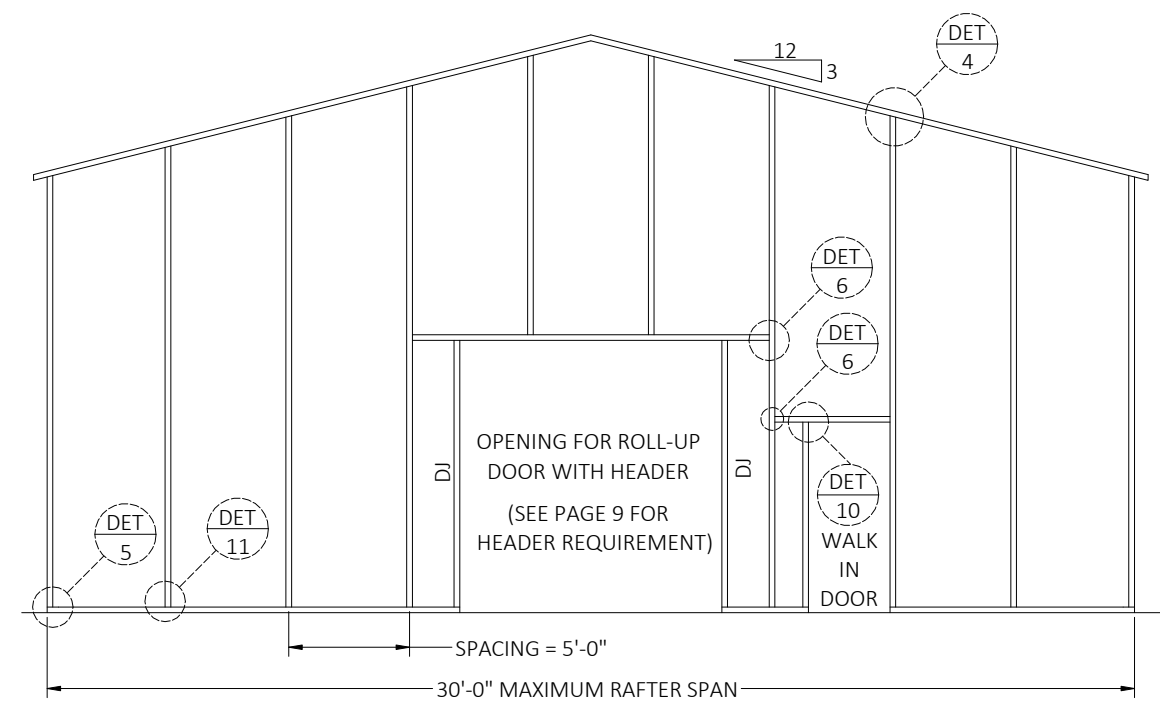 12
3
DET
4
DET
6
DET
6
OPENING FOR ROLL-UP
DOOR WITH HEADER
(SEE PAGE 9 FOR
HEADER REQUIREMENT)
DJ
DJ
DET
10
WALK
IN
DOOR
DET
5
DET
11
SPACING = 5'-0"
30'-0" MAXIMUM RAFTER SPAN